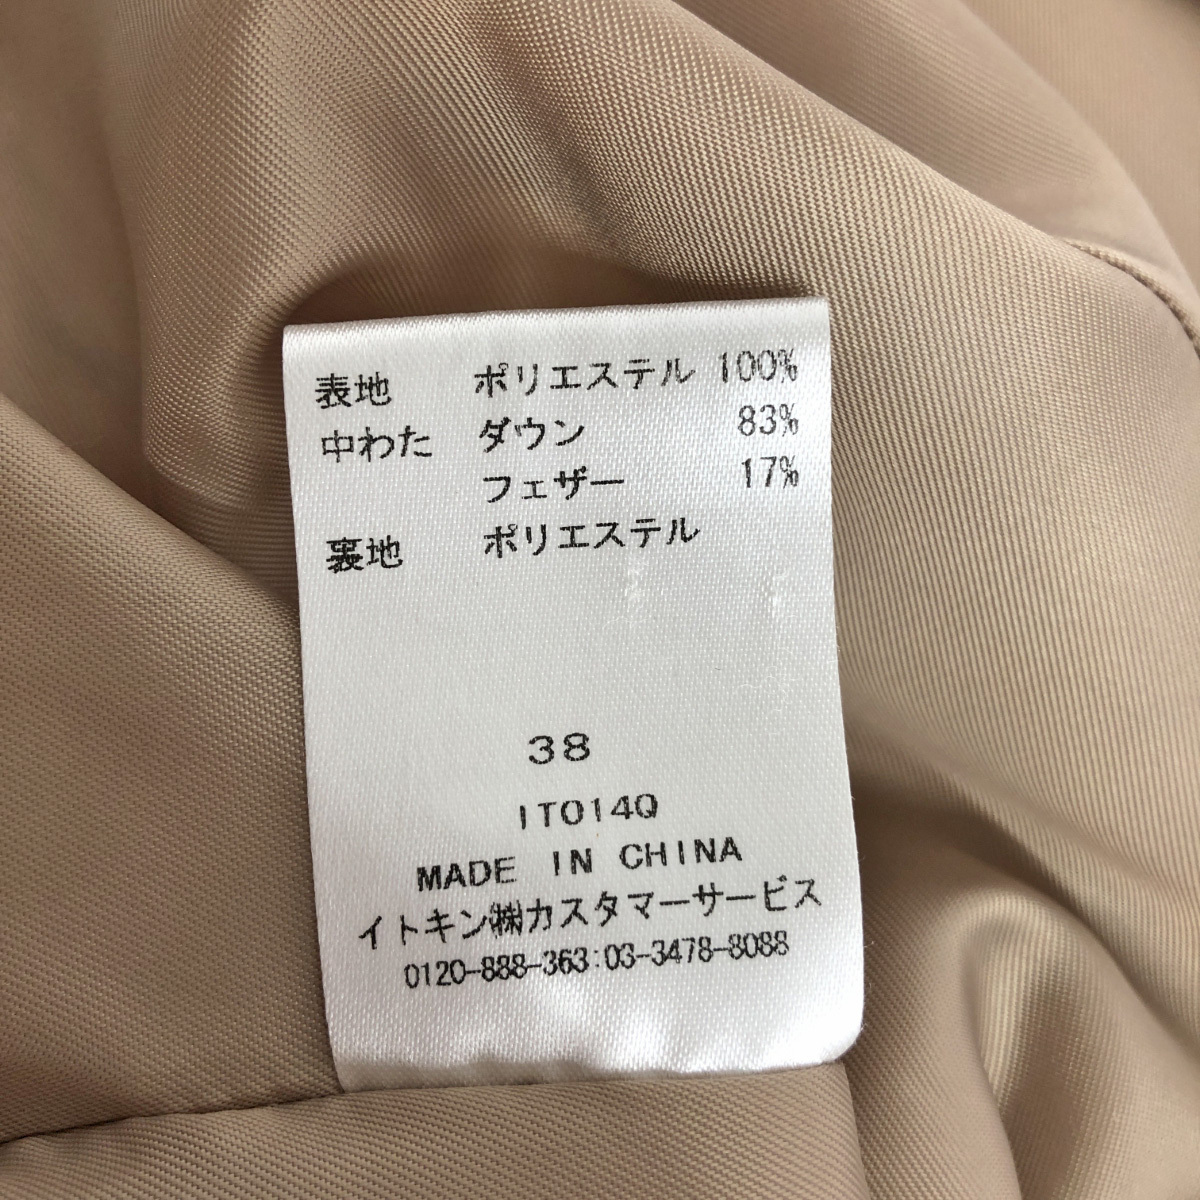 表地 ポリエステル 100%
中わた ダウン 83%
フェザー 17%
裏地 ポリエステル
38
IT014Q
MADE IN CHINA
イトキン㈱カスタマーサービス
0120-888-363:03-3478-8088